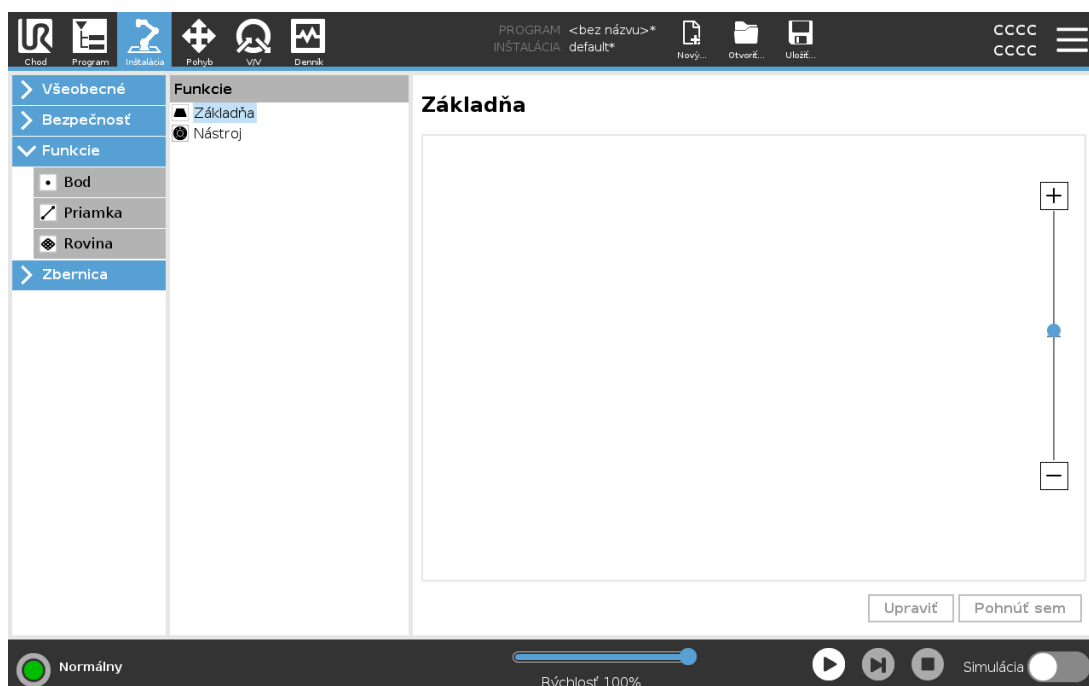 Chod
Program
Inštalácia
Pohyb
V/V
Denník
PROGRAM <bez názvu>*
INŠTALÁCIA default*
Nový...
Otvoriť...
Uložiť...
CCCC
CCCC
Všeobecné
Bezpečnosť
Funkcie
Bod
Priamka
Rovina
Zbernica
Funkcie
Základňa
Nástroj
Základňa
Upraviť
Pohnúť sem
Normálny
Rýchlosť 100%
Simulácia